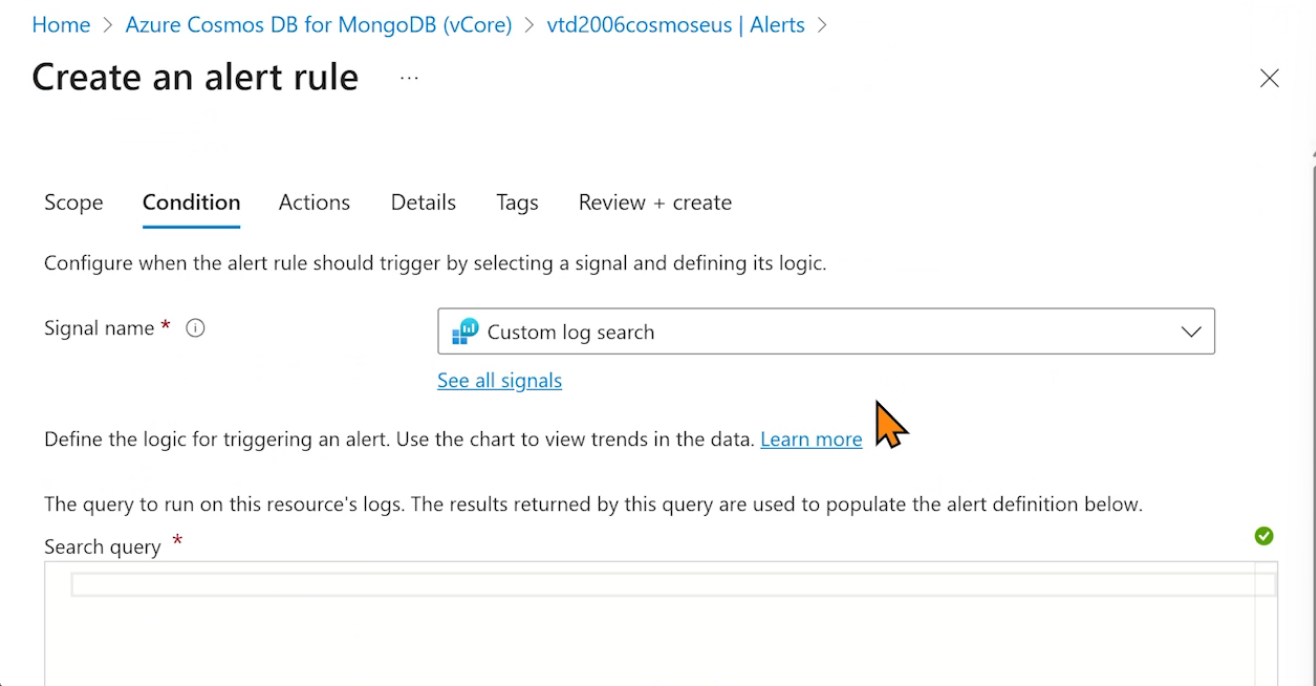 Home > Azure Cosmos DB for MongoDB (vCore) > vtd2006cosmoseus | Alerts >
Create an alert rule ...
Scope Condition Actions Details Tags Review + create
Configure when the alert rule should trigger by selecting a signal and defining its logic.
Signal name * Custom log search
See all signals
Define the logic for triggering an alert. Use the chart to view trends in the data. Learn more
The query to run on this resource's logs. The results returned by this query are used to populate the alert definition below.
Search query *